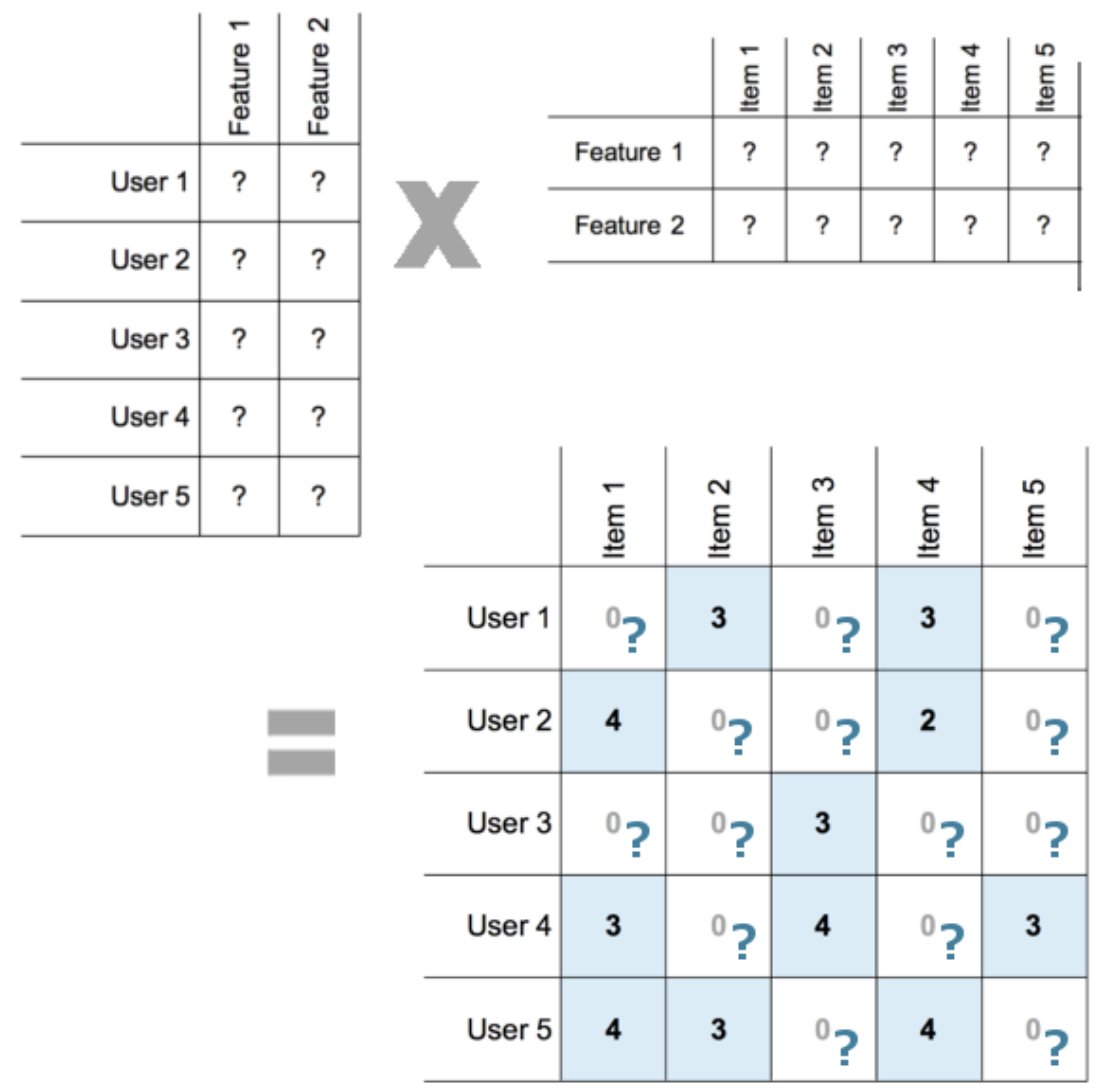 Feature 1 Feature 2
User 1 ? ?
User 2 ? ?
User 3 ? ?
User 4 ? ?
User 5 ? ?
X
Item 1 Item 2 Item 3 Item 4 Item 5
Feature 1 ? ? ? ? ?
Feature 2 ? ? ? ? ?
=
Item 1 Item 2 Item 3 Item 4 Item 5
User 1 0? 3 0? 3 0?
User 2 4 0? 0? 2 0?
User 3 0? 0? 3 0? 0?
User 4 3 0? 4 0? 3
User 5 4 3 0? 4 0?